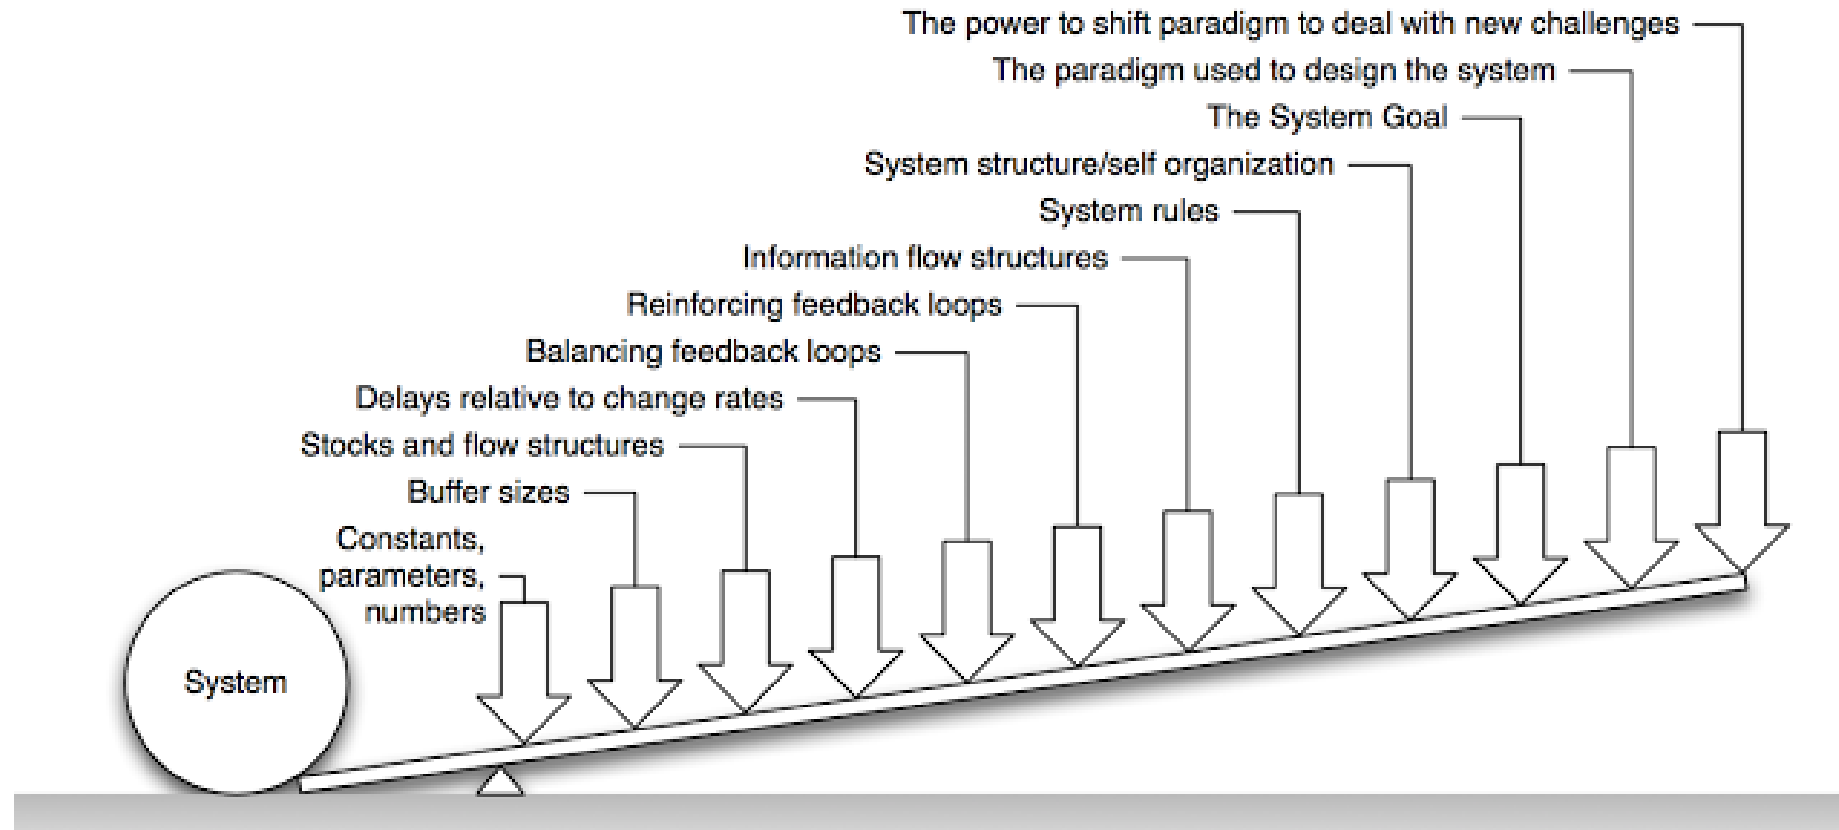 The power to shift paradigm to deal with new challenges
The paradigm used to design the system
The System Goal
System structure/self organization
System rules
Information flow structures
Reinforcing feedback loops
Balancing feedback loops
Delays relative to change rates
Stocks and flow structures
Buffer sizes
Constants,
parameters,
numbers
System